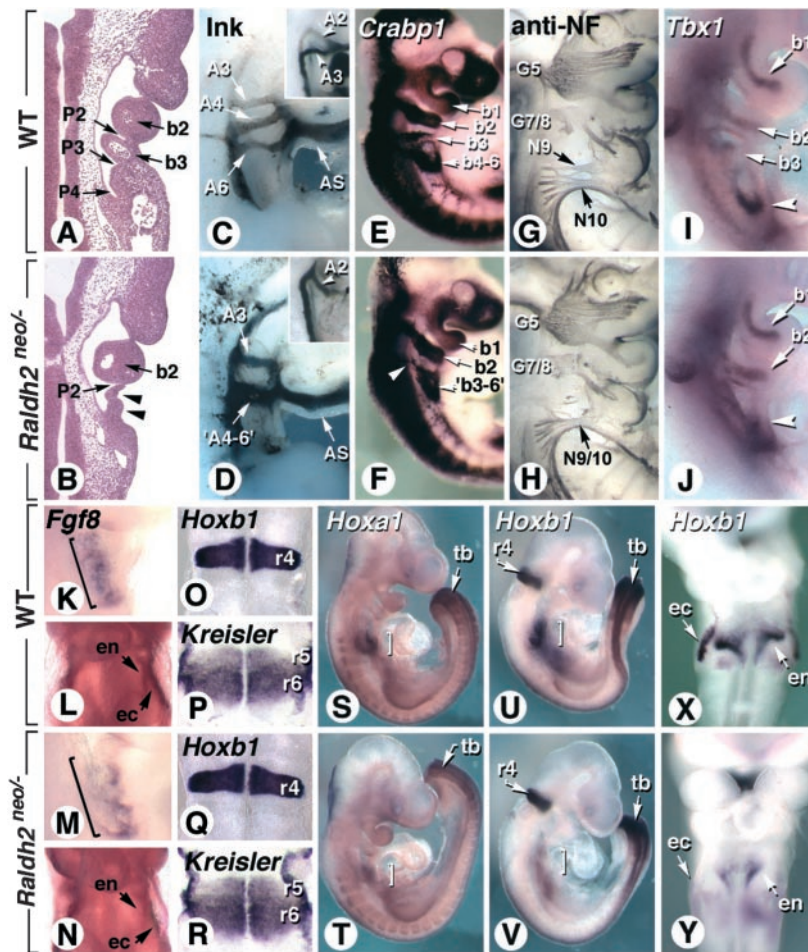 Ink Crabp1 anti-NF Tbx1
WT
P2 b2
P3 b3
P4
A
A2
A3
A3
A4
A6 AS
C
b1
b2
b3
b4-6
E
G5
G7/8
N9
N10
G
b1
b2
b3
I
Raldh2 neo/-
b2
P2
B
A2
A3
'A4-6'
AS
D
b1
b2
'b3-6'
F
G5
G7/8
N9/10
H
b1
b2
J
WT
Fgf8 Hoxb1 Hoxa1 Hoxb1 Hoxb1
K
r4
O
en
ec
L
Kreisler
r5
r6
P
tb
]
S
r4 tb
]
U
ec
en
X
Raldh2 neo/-
M
Hoxb1
r4
Q
en
ec
N
Kreisler
r5
r6
R
tb
]
T
r4 tb
]
V
ec
en
Y